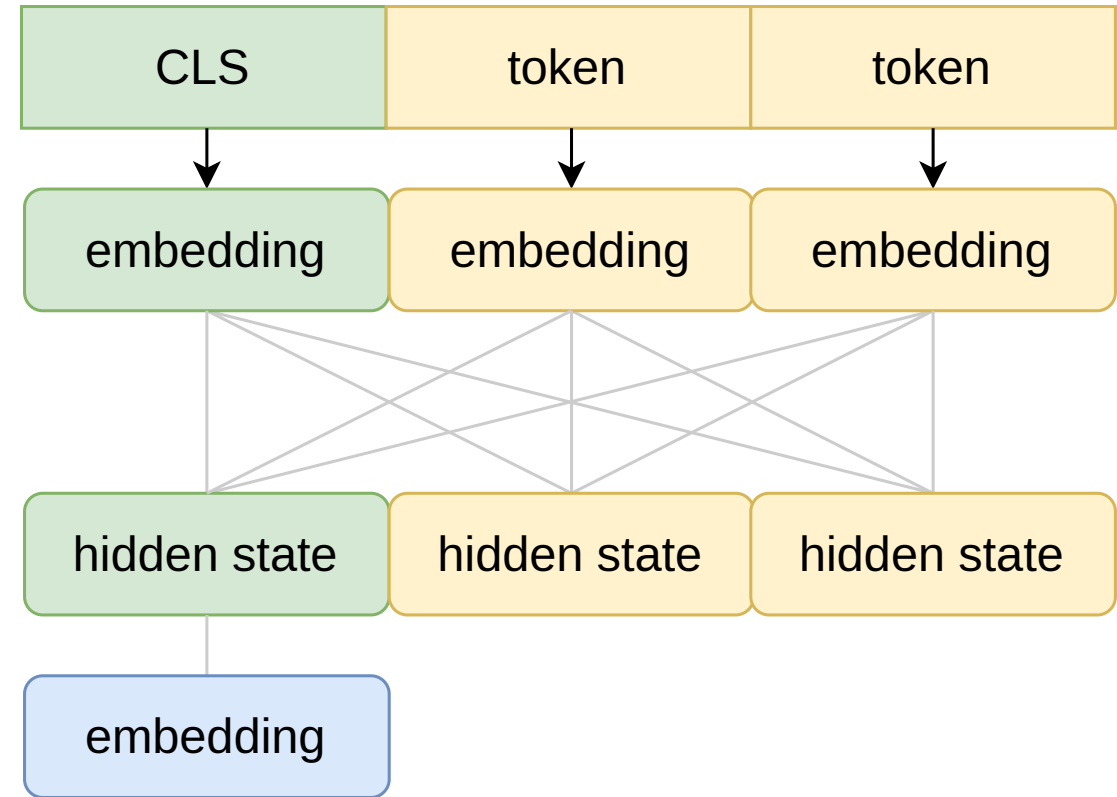 CLS token token
embedding embedding embedding
hidden state hidden state hidden state
embedding